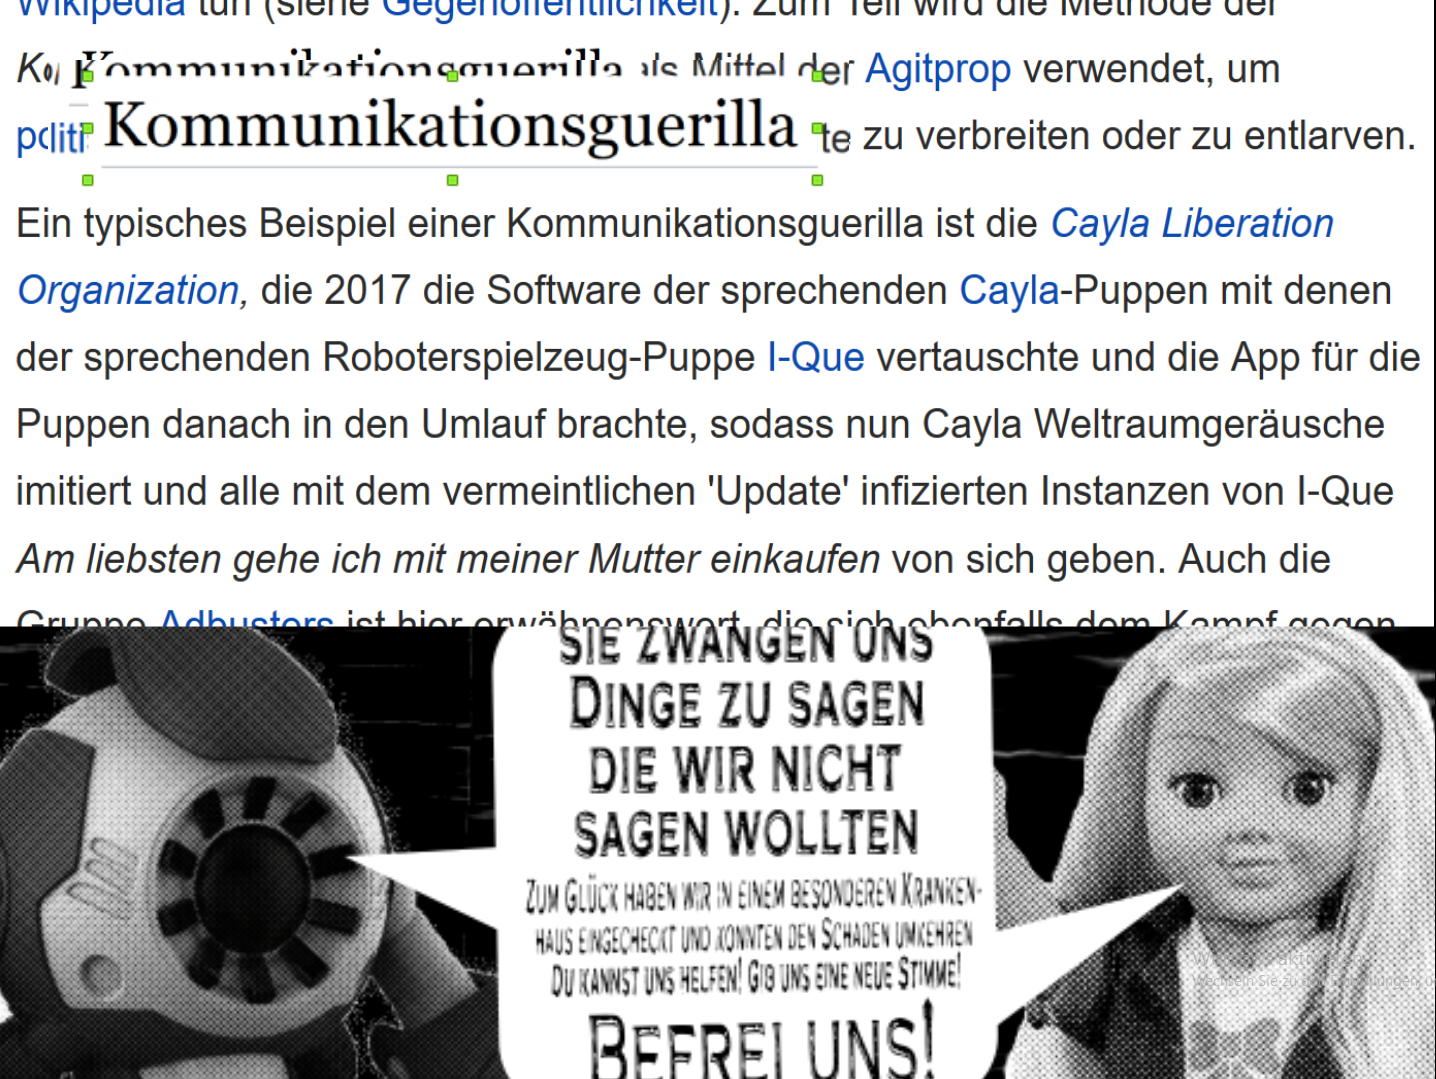 Wikipedia tun (siehe Gegenöffentlichkeit). Zum Teil wird die Methode der
Kommunikationsguerilla als Mittel der Agitprop verwendet, um
Kommunikationsguerilla
politi te zu verbreiten oder zu entlarven.
Ein typisches Beispiel einer Kommunikationsguerilla ist die Cayla Liberation
Organization, die 2017 die Software der sprechenden Cayla-Puppen mit denen
der sprechenden Roboterspielzeug-Puppe I-Que vertauschte und die App für die
Puppen danach in den Umlauf brachte, sodass nun Cayla Weltraumgeräusche
imitiert und alle mit dem vermeintlichen 'Update' infizierten Instanzen von I-Que
Am liebsten gehe ich mit meiner Mutter einkaufen von sich geben. Auch die
Gruppe Adbusters ist hier erwähnenswert, die sich ebenfalls dem Kampf gegen
SIE ZWANGEN UNS
DINGE ZU SAGEN
DIE WIR NICHT
SAGEN WOLLTEN
ZUM GLÜCK HABEN WIR IN EINEM BESONDEREN KRANKEN-
HAUS EINGECHECKT UND KONNTEN DEN SCHADEN UMKEHREN
DU KANNST UNS HELFEN! GIB UNS EINE NEUE STIMME!
BEFREI UNS!
Wechseln Sie zu